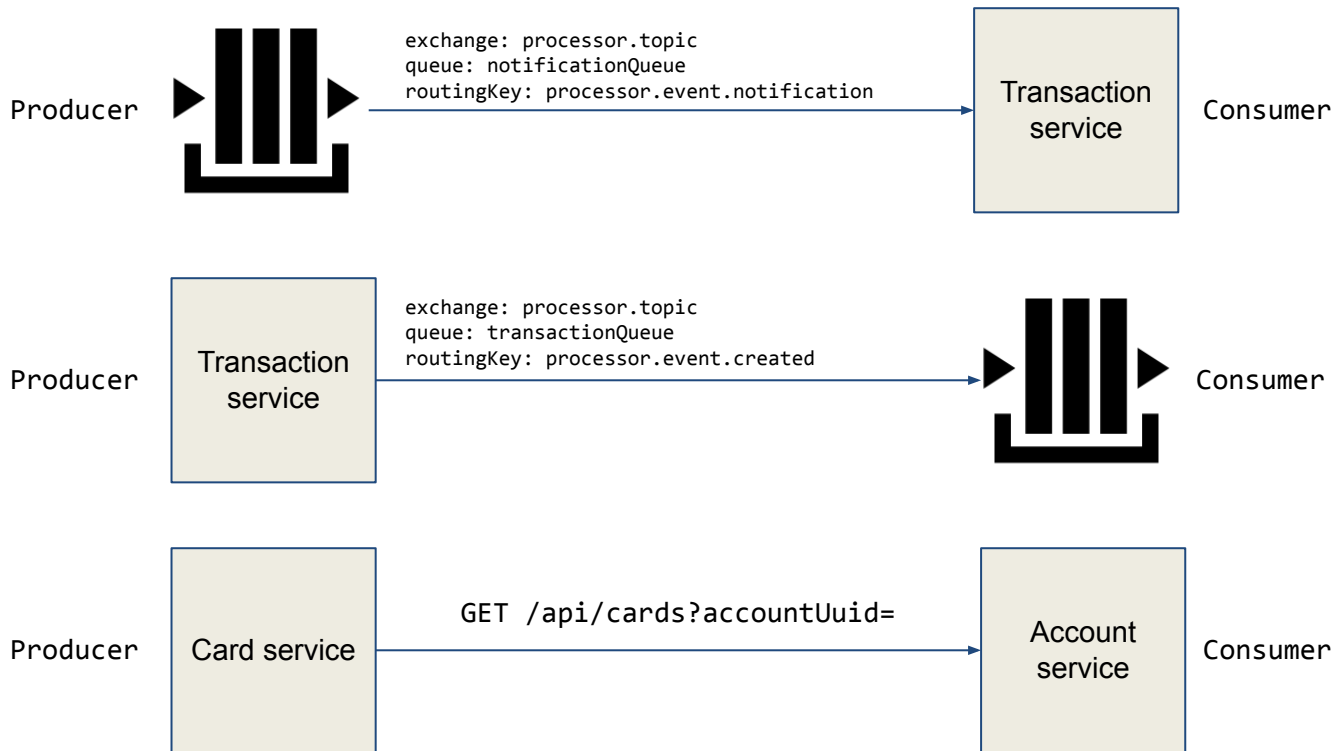 exchange: processor.topic
queue: notificationQueue
routingKey: processor.event.notification
Producer
Transaction
service
Consumer
exchange: processor.topic
queue: transactionQueue
routingKey: processor.event.created
Producer
Transaction
service
Consumer
GET /api/cards?accountUuid=
Producer
Card service
Account
service
Consumer